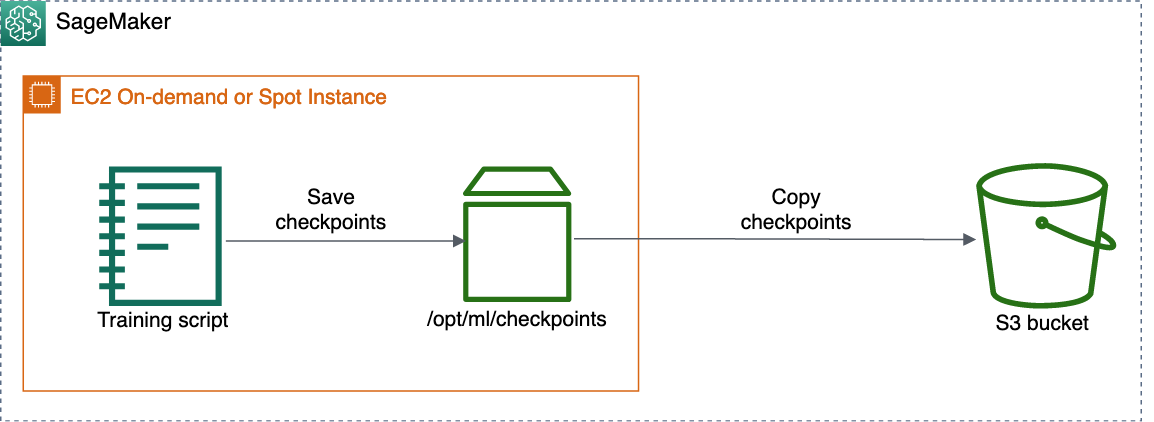 SageMaker
EC2 On-demand or Spot Instance
Save
checkpoints
Copy
checkpoints
Training script
/opt/ml/checkpoints
S3 bucket